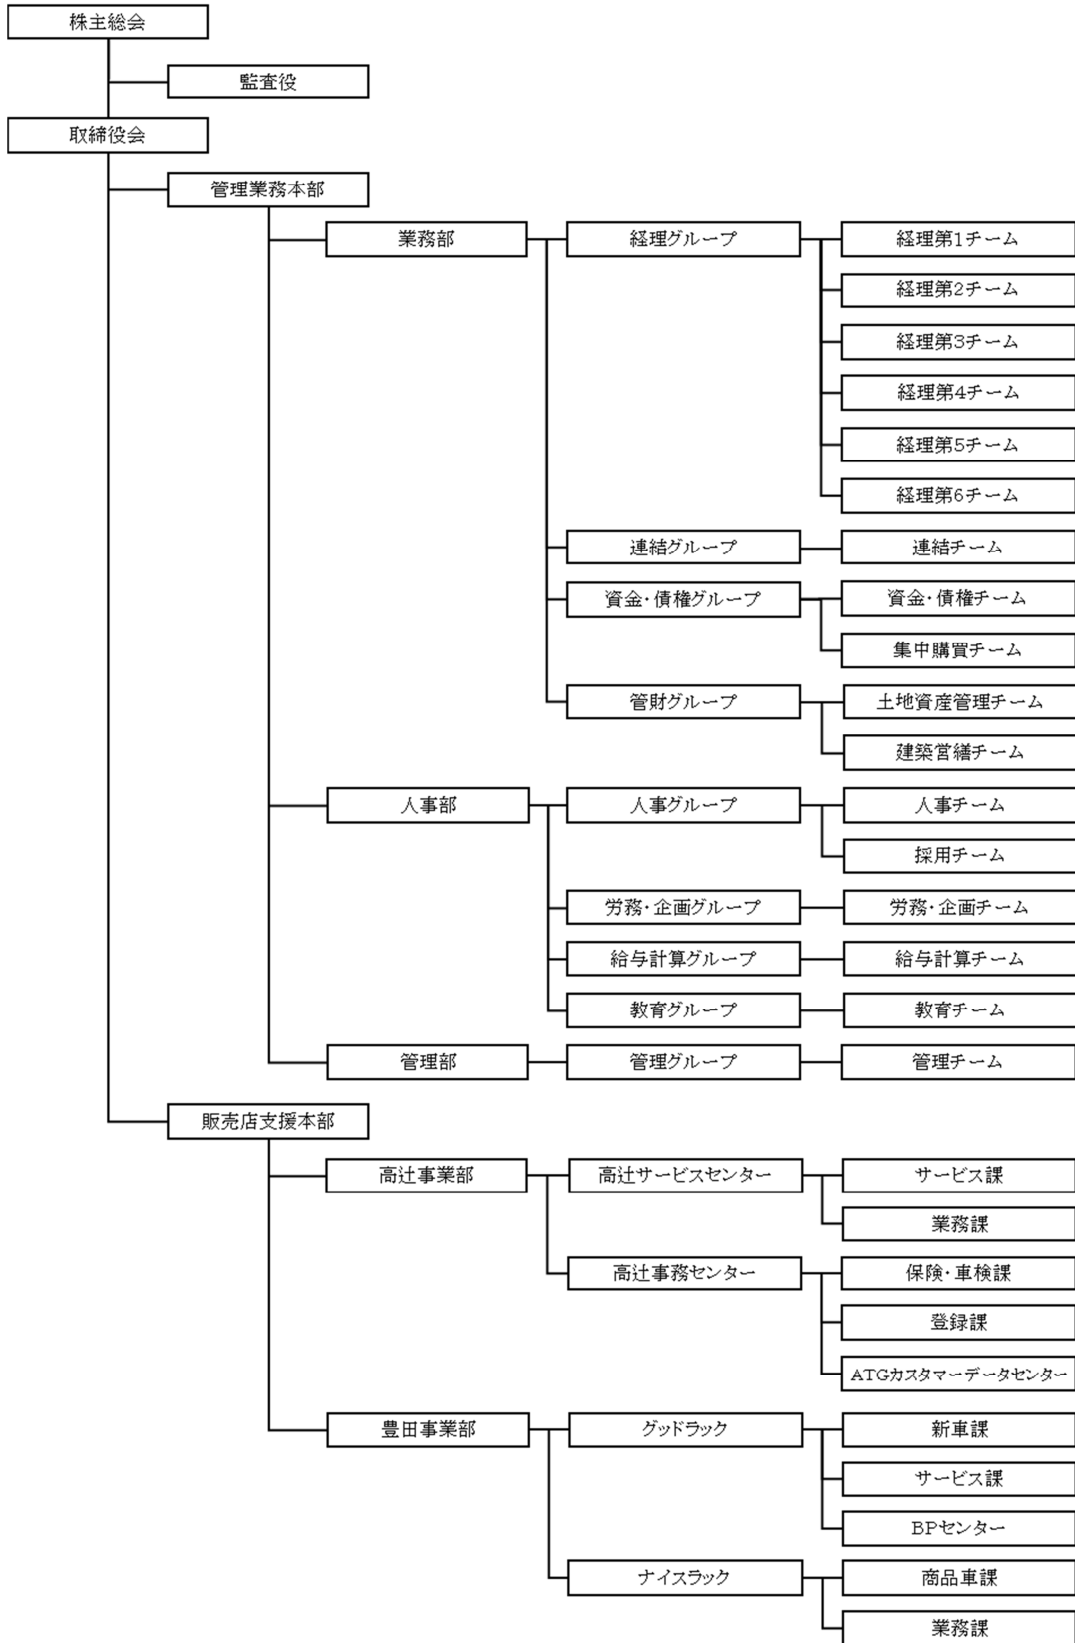 株主総会
監査役
取締役会
管理業務本部
業務部
経理グループ
経理第1チーム
経理第2チーム
経理第3チーム
経理第4チーム
経理第5チーム
経理第6チーム
連結グループ
連結チーム
資金・債権グループ
資金・債権チーム
集中購買チーム
管財グループ
土地資産管理チーム
建築営繕チーム
人事部
人事グループ
人事チーム
採用チーム
労務・企画グループ
労務・企画チーム
給与計算グループ
給与計算チーム
教育グループ
教育チーム
管理部
管理グループ
管理チーム
販売店支援本部
高辻事業部
高辻サービスセンター
サービス課
業務課
高辻事務センター
保険・車検課
登録課
ATGカスタマーデータセンター
豊田事業部
グッドラック
新車課
サービス課
BPセンター
ナイスラック
商品車課
業務課